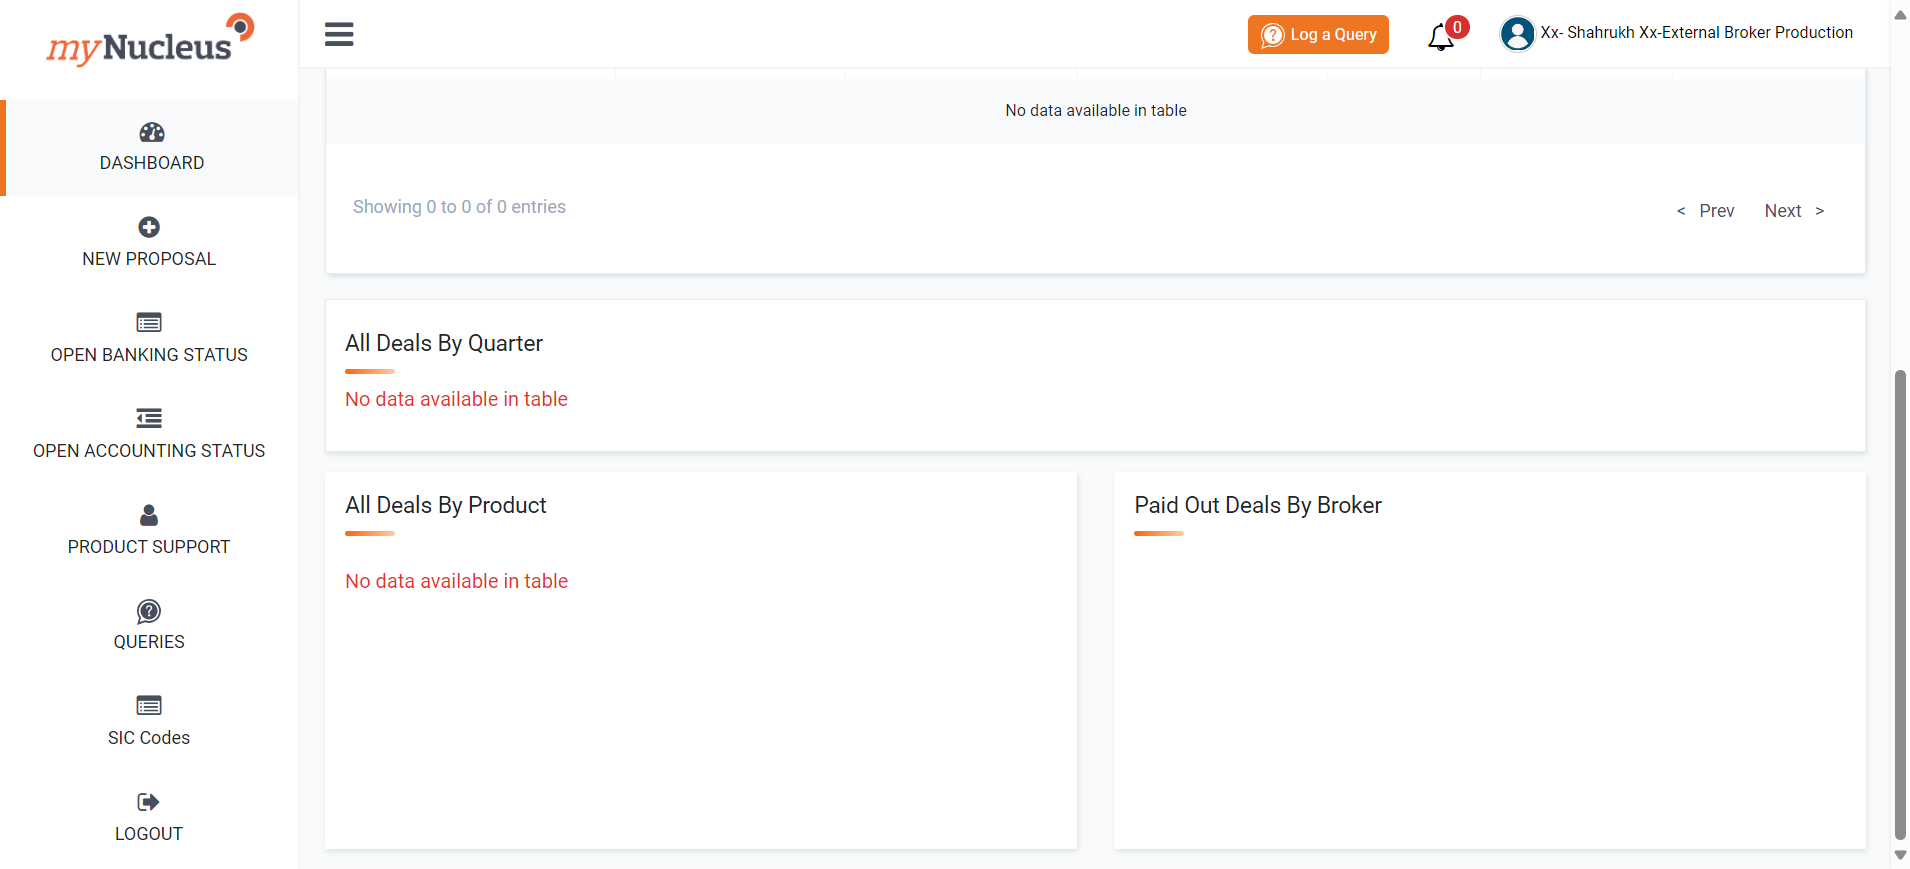 myNucleus
Log a Query
0
Xx- Shahrukh Xx-External Broker Production
DASHBOARD
NEW PROPOSAL
OPEN BANKING STATUS
OPEN ACCOUNTING STATUS
PRODUCT SUPPORT
QUERIES
SIC Codes
LOGOUT
No data available in table
Showing 0 to 0 of 0 entries
< Prev Next >
All Deals By Quarter
No data available in table
All Deals By Product
No data available in table
Paid Out Deals By Broker